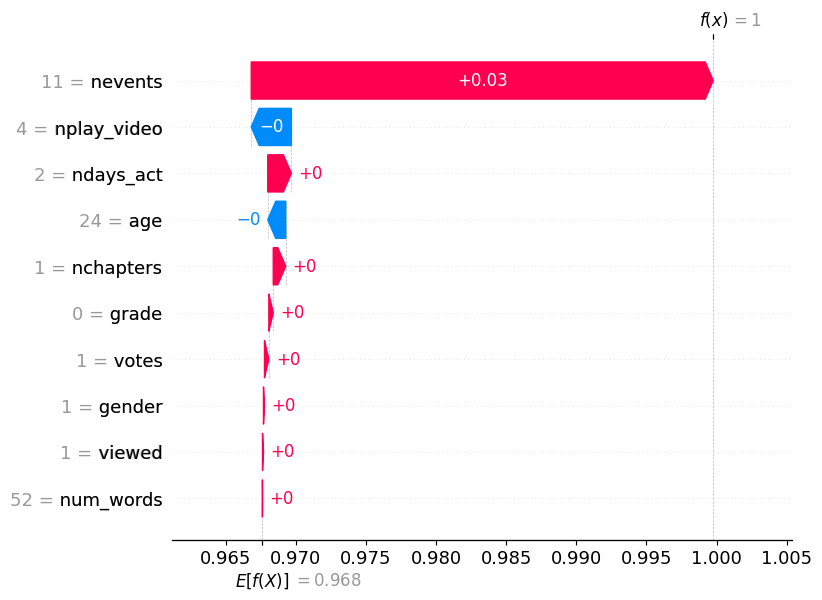 f(x) = 1
11 = nevents
+0.03
4 = nplay_video
−0
2 = ndays_act
+0
24 = age
−0
1 = nchapters
+0
0 = grade
+0
1 = votes
+0
1 = gender
+0
1 = viewed
+0
52 = num_words
+0
0.965 0.970 0.975 0.980 0.985 0.990 0.995 1.000 1.005
E[f(X)] = 0.968